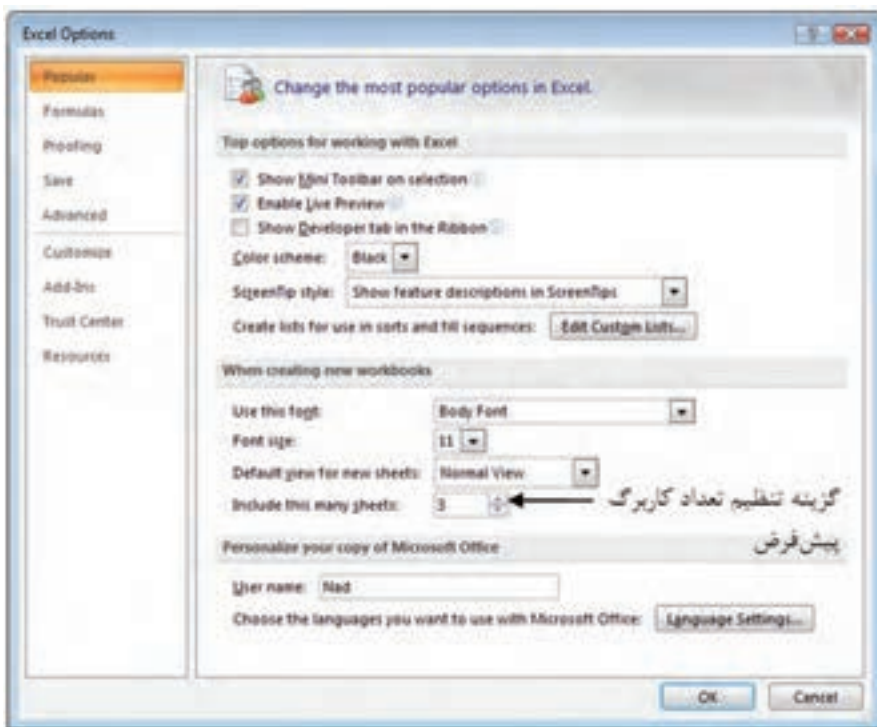 Excel Options
Popular
Formulas
Proofing
Save
Advanced
Customize
Add-Ins
Trust Center
Resources
Change the most popular options in Excel.
Top options for working with Excel
Show Mini Toolbar on selection
Enable Live Preview
Show Developer tab in the Ribbon
Color scheme: Black
ScreenTip style: Show feature descriptions in ScreenTips
Create lists for use in sorts and fill sequences: Edit Custom Lists...
When creating new workbooks
Use this font: Body Font
Font size: 11
Default view for new sheets: Normal View
Include this many sheets: 3
گزینه تنظیم تعداد کاربرگ
پیش‌فرض
Personalize your copy of Microsoft Office
User name: Nad
Choose the languages you want to use with Microsoft Office: Language Settings...
OK Cancel